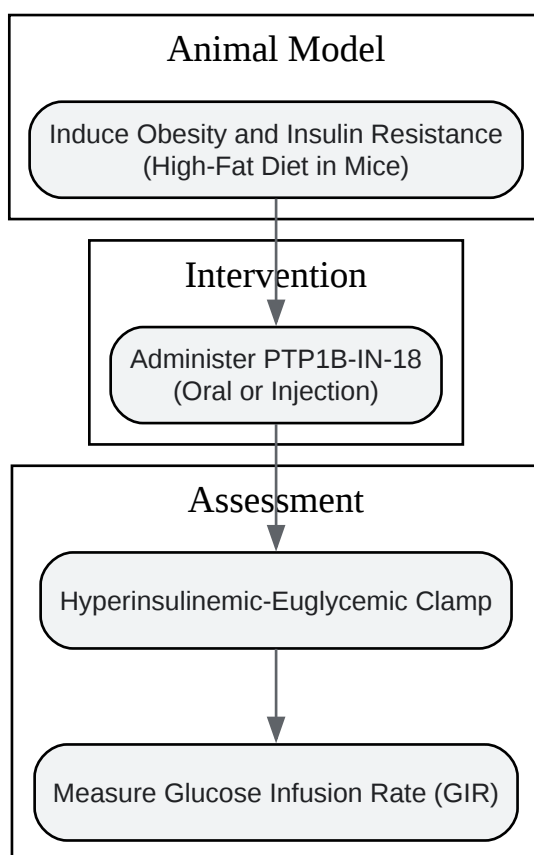 Animal Model
Induce Obesity and Insulin Resistance
(High-Fat Diet in Mice)
Intervention
Administer PTP1B-IN-18
(Oral or Injection)
Assessment
Hyperinsulinemic-Euglycemic Clamp
Measure Glucose Infusion Rate (GIR)